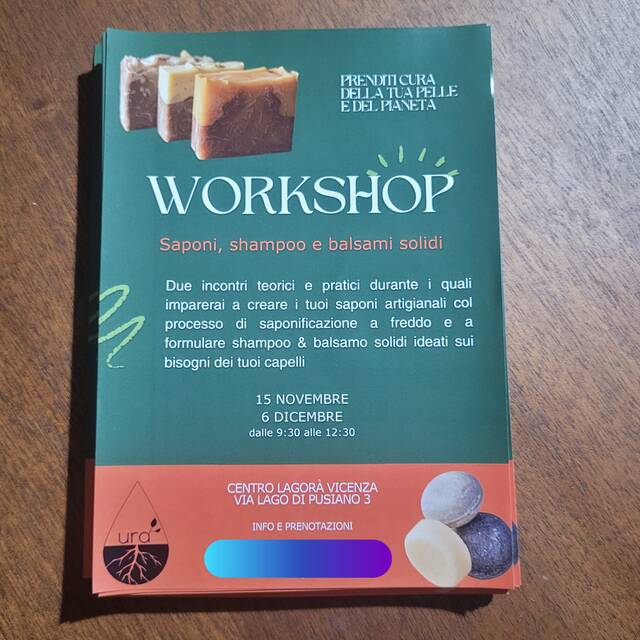 PRENDITI CURA
DELLA TUA PELLE
E DEL PIANETA
WORKSHOP
Saponi, shampoo e balsami solidi
Due incontri teorici e pratici durante i quali
imparerai a creare i tuoi saponi artigianali col
processo di saponificazione a freddo e a
formulare shampoo & balsamo solidi ideati sui
bisogni dei tuoi capelli
15 NOVEMBRE
6 DICEMBRE
dalle 9:30 alle 12:30
CENTRO LAGORÀ VICENZA
VIA LAGO DI PUSIANO 3
INFO E PRENOTAZIONI
ura